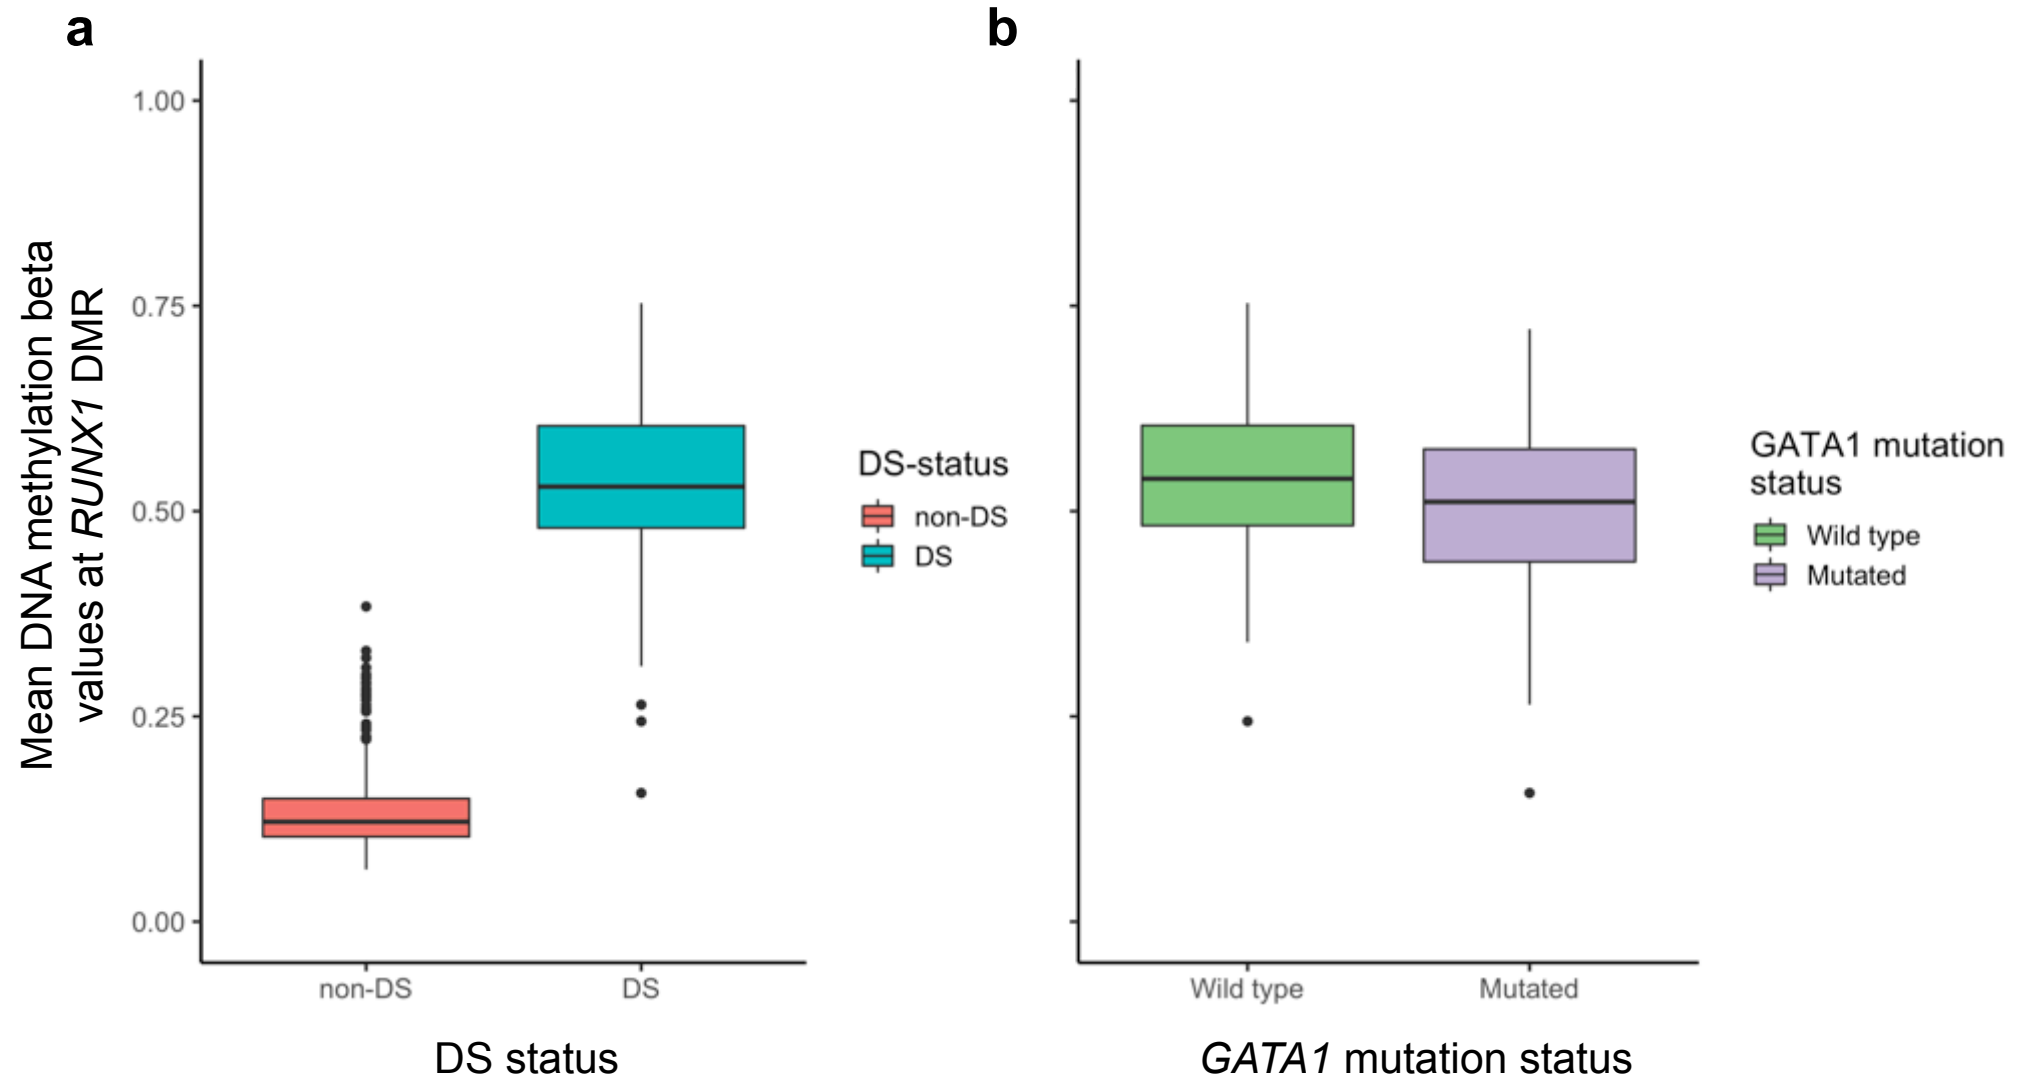 a
b
Mean DNA methylation beta
values at RUNX1 DMR
1.00
0.75
0.50
0.25
0.00
non-DS
DS
DS status
DS-status
non-DS
DS
Wild type
Mutated
GATA1 mutation status
GATA1 mutation
status
Wild type
Mutated